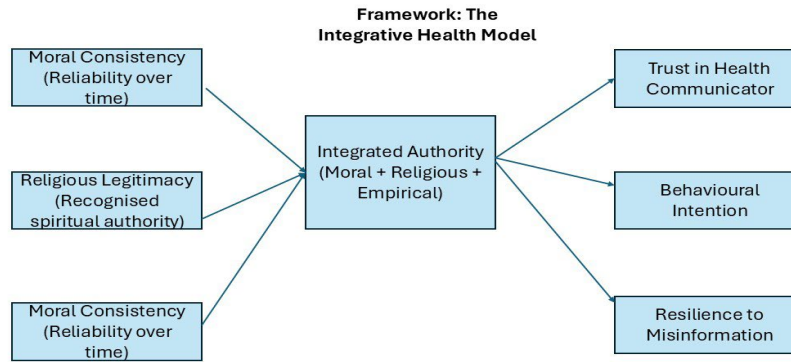 Framework: The
Integrative Health Model
Moral Consistency
(Reliability over
time)
Religious Legitimacy
(Recognised
spiritual authority)
Moral Consistency
(Reliability over
time)
Integrated Authority
(Moral + Religious +
Empirical)
Trust in Health
Communicator
Behavioural
Intention
Resilience to
Misinformation